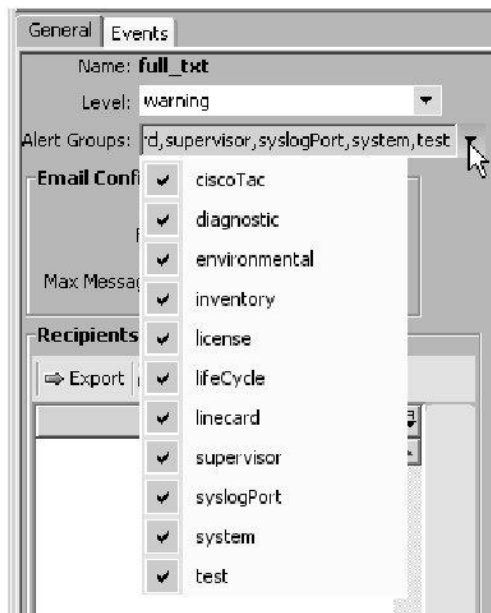 General Events
Name: full_txt
Level: warning
Alert Groups: rd,supervisor,syslogPort,system,test
Email Confi
ciscoTac
diagnostic
environmental
Max Messag
inventory
Recipients
license
Export
lifeCycle
linecard
supervisor
syslogPort
system
test